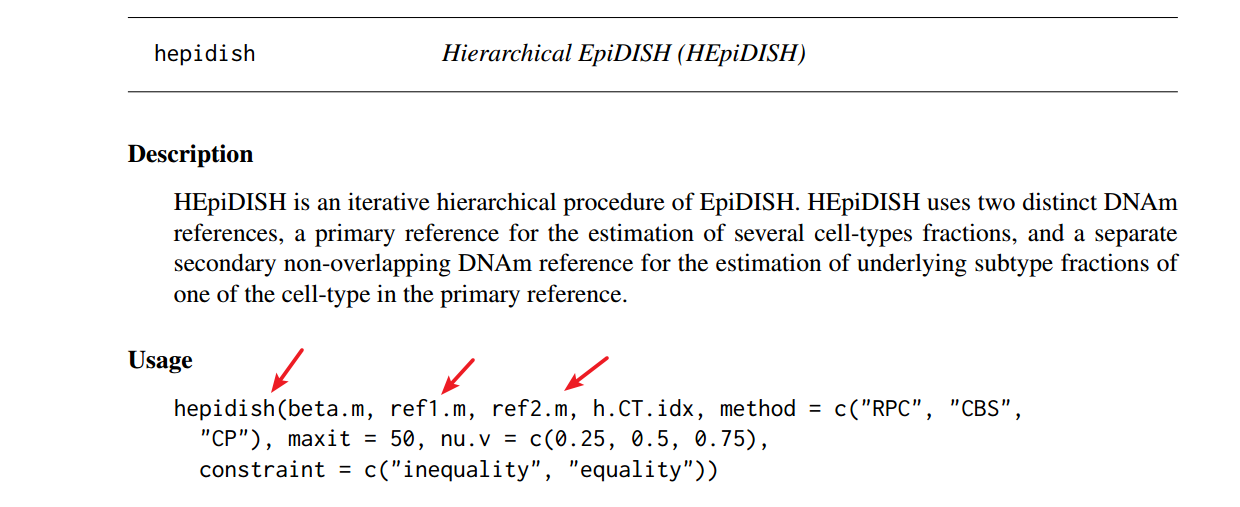 hepidish Hierarchical EpiDISH (HEpiDISH)
Description
HEpiDISH is an iterative hierarchical procedure of EpiDISH. HEpiDISH uses two distinct DNAm
references, a primary reference for the estimation of several cell-types fractions, and a separate
secondary non-overlapping DNAm reference for the estimation of underlying subtype fractions of
one of the cell-type in the primary reference.
Usage
hepidish(beta.m, ref1.m, ref2.m, h.CT.idx, method = c("RPC", "CBS",
"CP"), maxit = 50, nu.v = c(0.25, 0.5, 0.75),
constraint = c("inequality", "equality"))